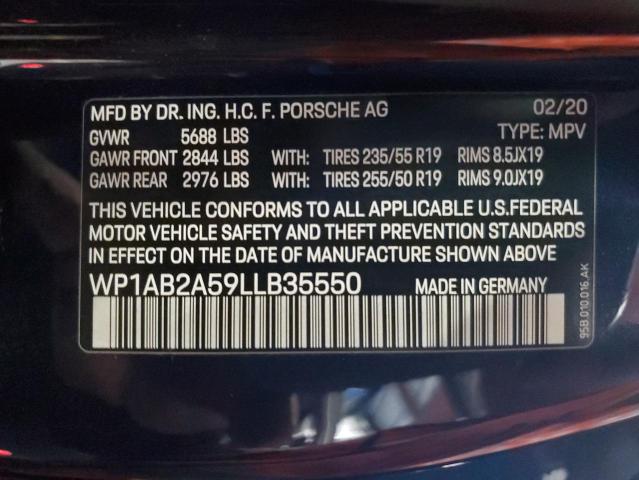 MFD BY DR. ING. H.C. F. PORSCHE AG 02/20
GVWR 5688 LBS TYPE: MPV
GAWR FRONT 2844 LBS WITH: TIRES 235/55 R19 RIMS 8.5JX19
GAWR REAR 2976 LBS WITH: TIRES 255/50 R19 RIMS 9.0JX19
THIS VEHICLE CONFORMS TO ALL APPLICABLE U.S.FEDERAL
MOTOR VEHICLE SAFETY AND THEFT PREVENTION STANDARDS
IN EFFECT ON THE DATE OF MANUFACTURE SHOWN ABOVE
WP1AB2A59LLB35550 MADE IN GERMANY
95B.010.016.AK